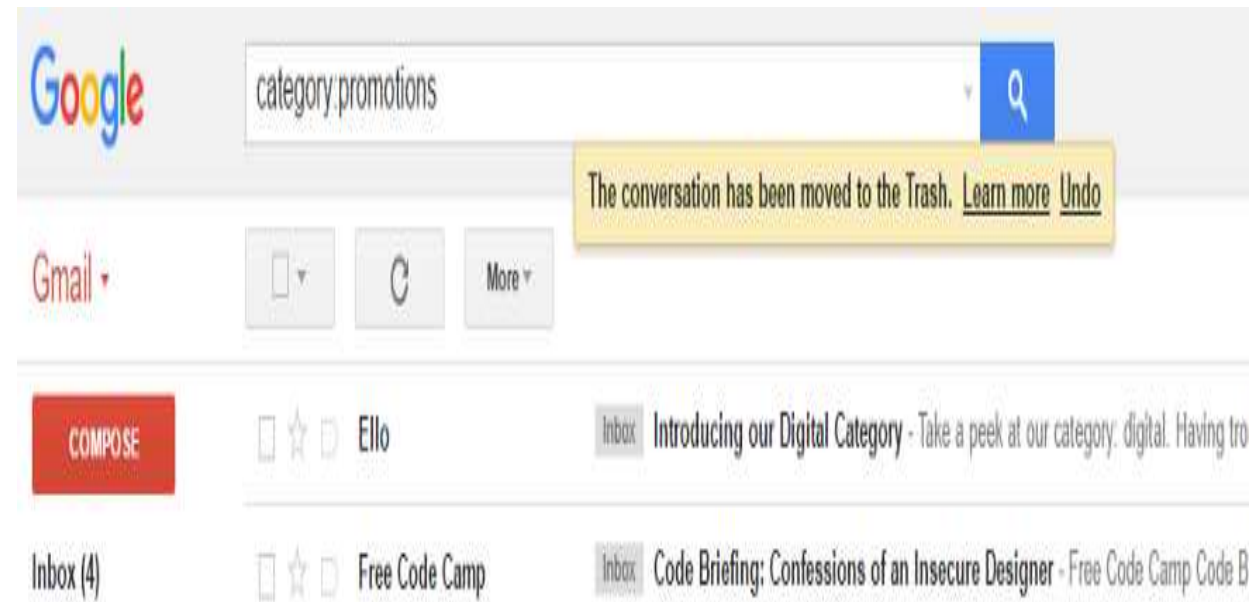 Google
category:promotions
The conversation has been moved to the Trash. Learn more Undo
Gmail
More
COMPOSE
Ello
Inbox Introducing our Digital Category - Take a peek at our category: digital. Having tro
Inbox (4)
Free Code Camp
Inbox Code Briefing: Confessions of an Insecure Designer - Free Code Camp Code B